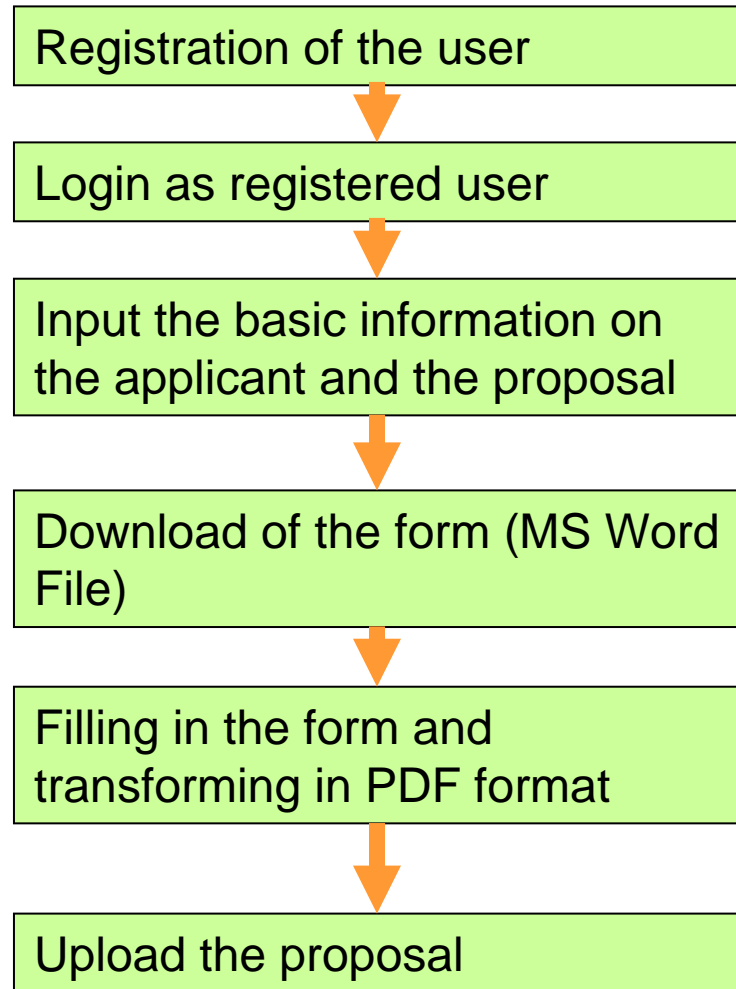 Registration of the user
Login as registered user
Input the basic information on
the applicant and the proposal
Download of the form (MS Word
File)
Filling in the form and
transforming in PDF format
Upload the proposal